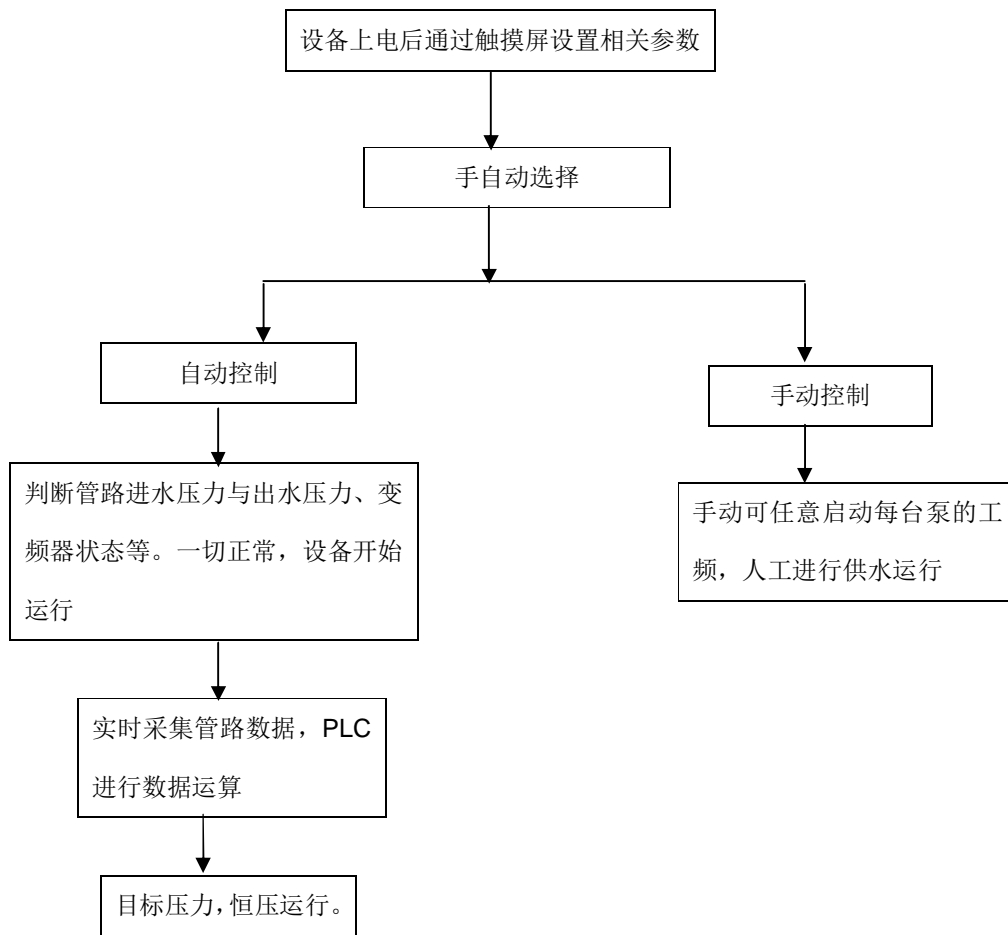 设备上电后通过触摸屏设置相关参数
手自动选择
自动控制
手动控制
判断管路进水压力与出水压力、变
频器状态等。一切正常，设备开始
运行
手动可任意启动每台泵的工
频，人工进行供水运行
实时采集管路数据，PLC
进行数据运算
目标压力，恒压运行。